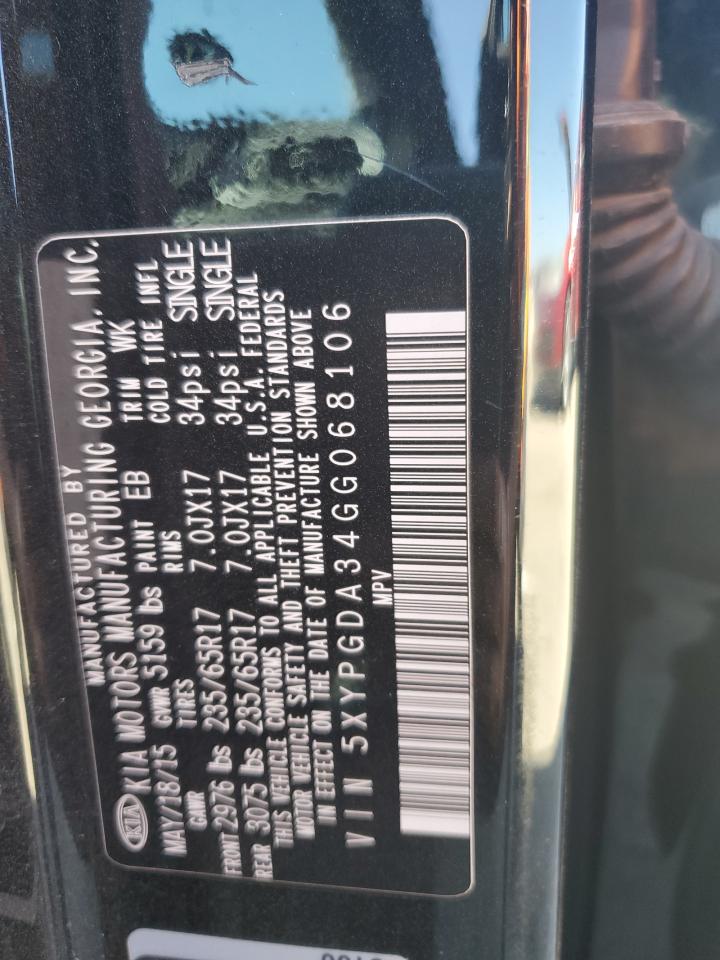 MANUFACTURED BY
KIA KIA MOTORS MANUFACTURING GEORGIA, INC.
MAY/18/15 GVWR 5159 lbs PAINT EB TRIM WK
GAWR TIRES RIMS COLD TIRE INFL
FRONT 2976 lbs 235/65R17 7.0JX17 34psi SINGLE
REAR 3075 lbs 235/65R17 7.0JX17 34psi SINGLE
THIS VEHICLE CONFORMS TO ALL APPLICABLE U.S.A. FEDERAL
MOTOR VEHICLE SAFETY AND THEFT PREVENTION STANDARDS
IN EFFECT ON THE DATE OF MANUFACTURE SHOWN ABOVE
VIN 5XYPGDA34GG068106
MPV